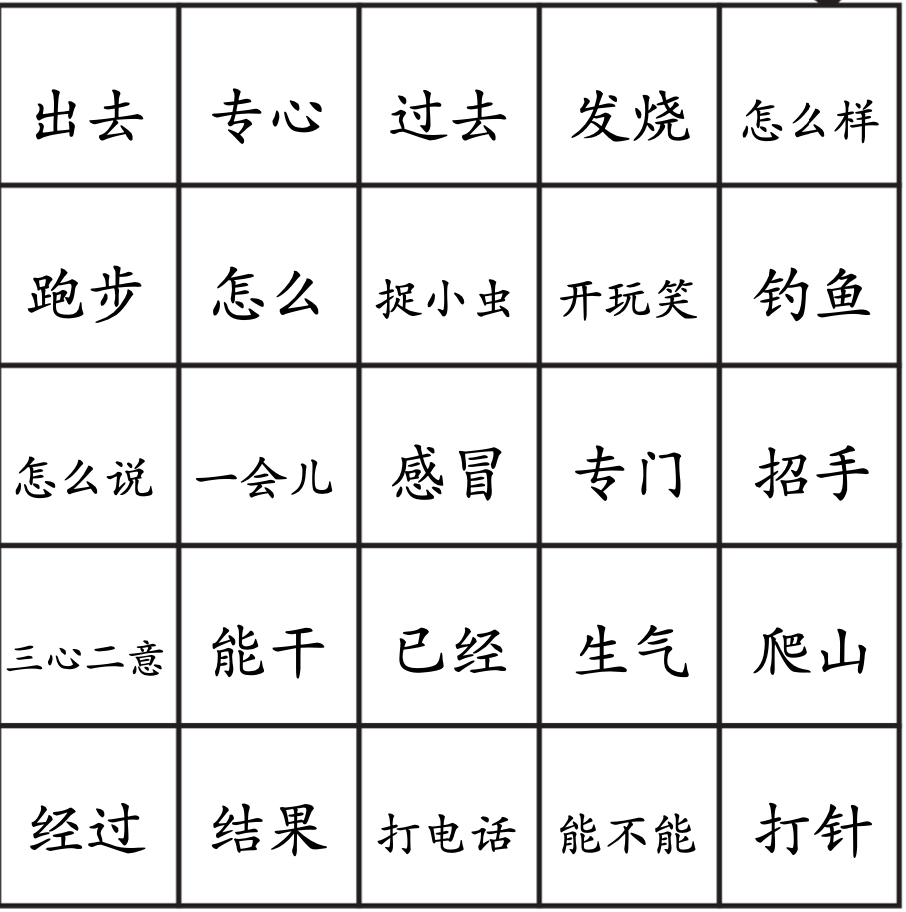 出去 专心 过去 发烧 怎么样
跑步 怎么 捉小虫 开玩笑 钓鱼
怎么说 一会儿 感冒 专门 招手
三心二意 能干 已经 生气 爬山
经过 结果 打电话 能不能 打针